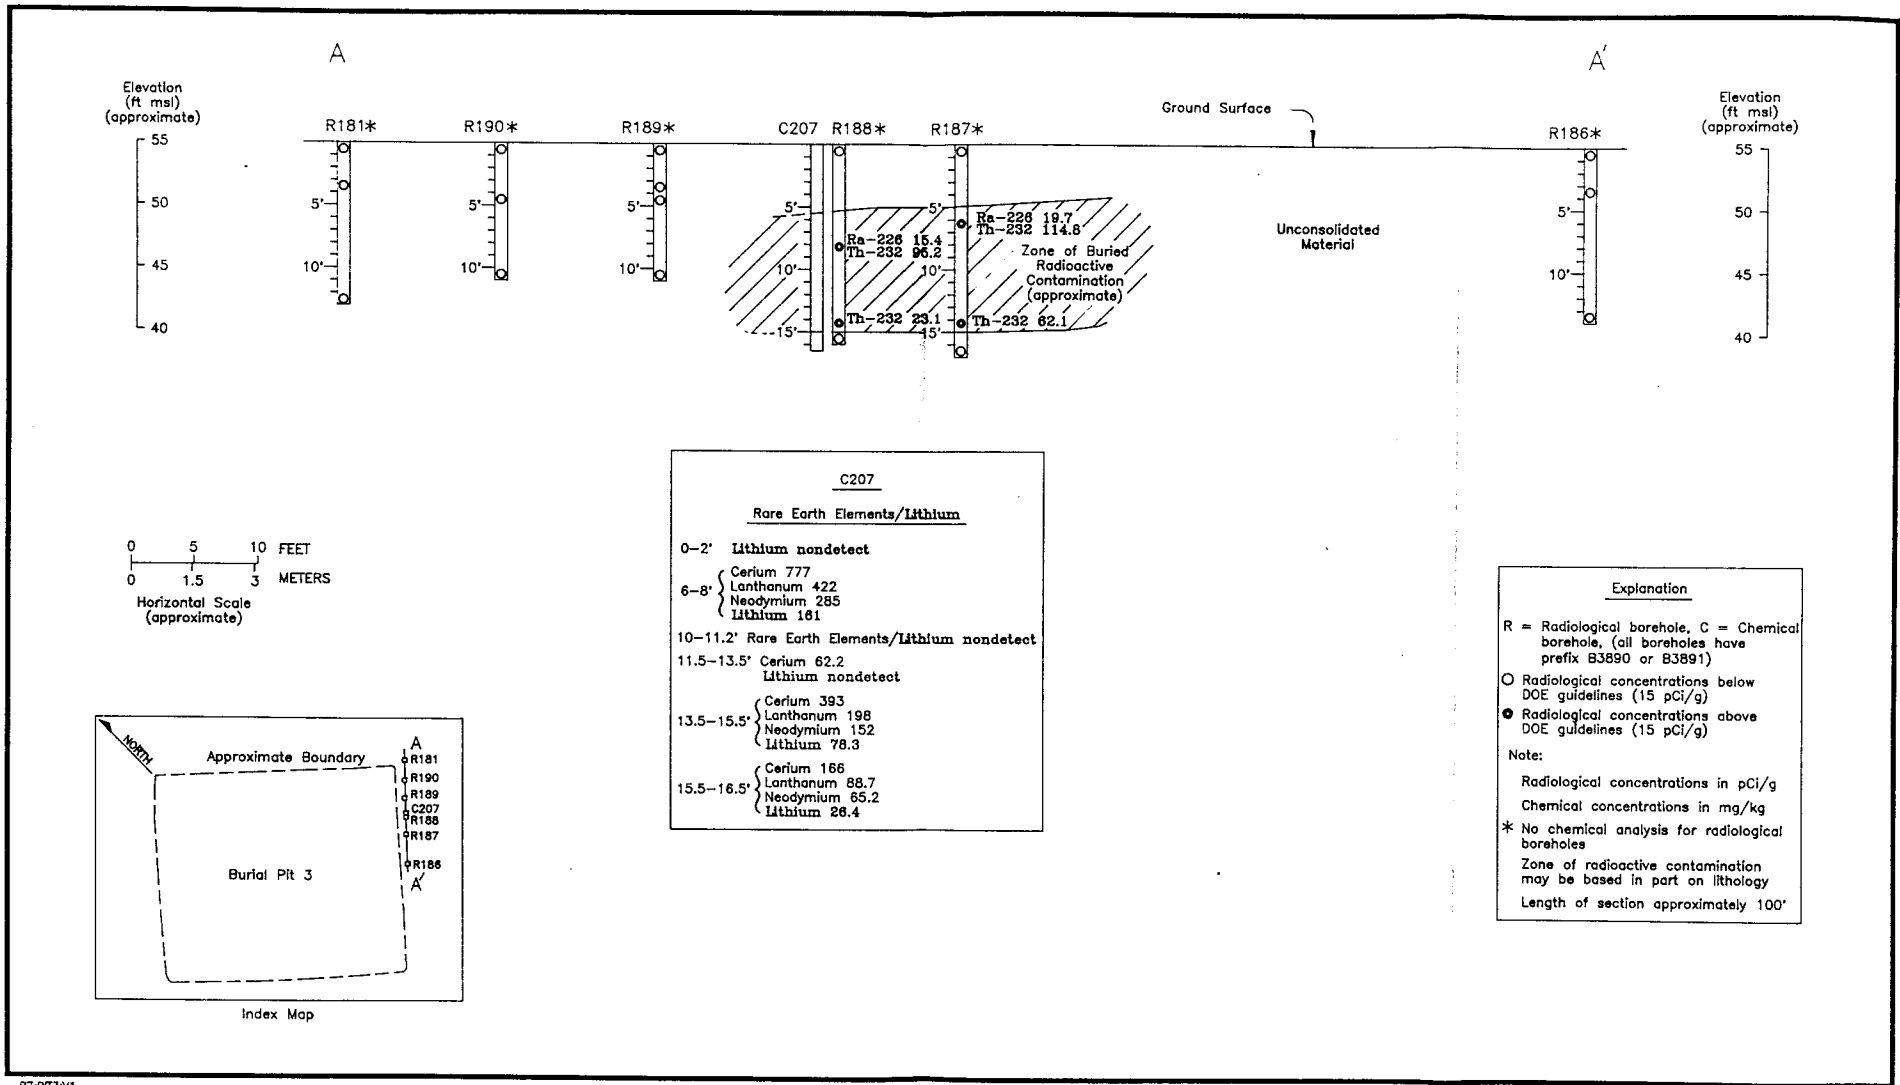 A
A'
Elevation
(ft msl)
(approximate)
55
50
45
40
R181*
R190*
R189*
C207
R188*
R187*
Ground Surface
R186*
Elevation
(ft msl)
(approximate)
55
50
45
40
5'
10'
5'
10'
5'
10'
5'
10'
15'
5'
10'
15'
5'
10'
Ra-226 15.4
Th-232 96.2
Th-232 23.1
Ra-226 19.7
Th-232 114.8
Zone of Buried
Radioactive
Contamination
(approximate)
Th-232 62.1
Unconsolidated
Material
C207
Rare Earth Elements/Lithium
0-2' Lithium nondetect
6-8'
Cerium 777
Lanthanum 422
Neodymium 285
Lithium 161
10-11.2' Rare Earth Elements/Lithium nondetect
11.5-13.5' Cerium 62.2
Lithium nondetect
13.5-15.5'
Cerium 393
Lanthanum 198
Neodymium 152
Lithium 78.3
15.5-16.5'
Cerium 166
Lanthanum 88.7
Neodymium 65.2
Lithium 26.4
0 5 10 FEET
0 1.5 3 METERS
Horizontal Scale
(approximate)
NORTH
Approximate Boundary
A
R181
R190
R189
C207
R188
R187
R186
A'
Burial Pit 3
Index Map
Explanation
R = Radiological borehole, C = Chemical
borehole, (all boreholes have
prefix B3890 or B3891)
Radiological concentrations below
DOE guidelines (15 pCi/g)
Radiological concentrations above
DOE guidelines (15 pCi/g)
Note:
Radiological concentrations in pCi/g
Chemical concentrations in mg/kg
* No chemical analysis for radiological
boreholes
Zone of radioactive contamination
may be based in part on lithology
Length of section approximately 100'